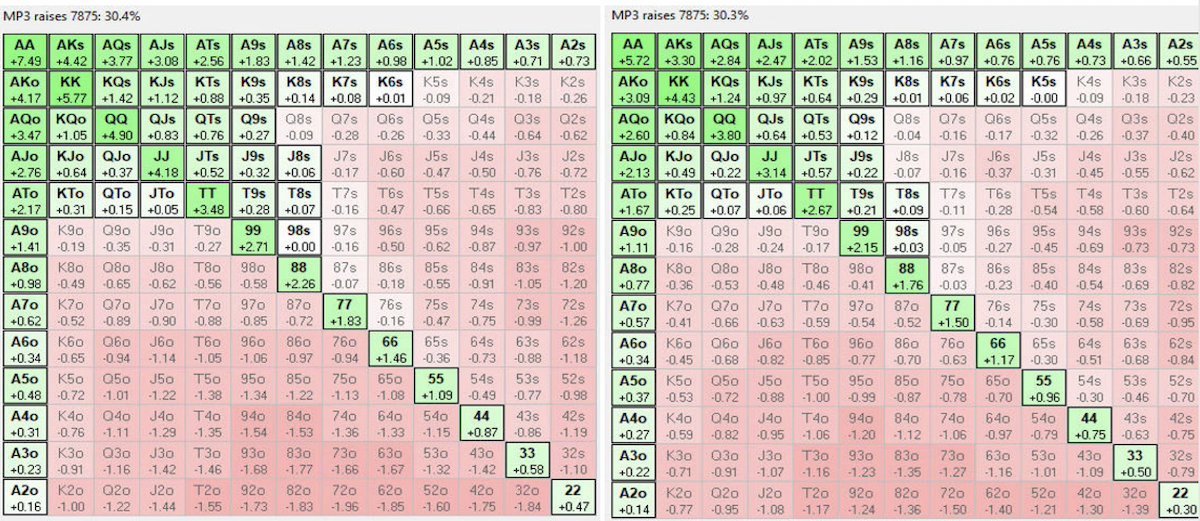 MP3 raises 7875: 30.4%
AA AKs AQs AJs ATs A9s A8s A7s A6s A5s A4s A3s A2s
+7.49 +4.42 +3.77 +3.08 +2.56 +1.83 +1.42 +1.23 +0.98 +1.02 +0.85 +0.71 +0.73
AKo KK KQs KJs KTs K9s K8s K7s K6s K5s K4s K3s K2s
+4.17 +5.77 +1.42 +1.12 +0.88 +0.35 +0.14 +0.08 +0.01 -0.09 -0.21 -0.18 -0.26
AQo KQo QQ QJs QTs Q9s Q8s Q7s Q6s Q5s Q4s Q3s Q2s
+3.47 +1.05 +4.90 +0.83 +0.76 +0.27 -0.09 -0.28 -0.26 -0.33 -0.44 -0.64 -0.62
AJo KJo QJo JJ JTs J9s J8s J7s J6s J5s J4s J3s J2s
+2.76 +0.64 +0.37 +4.18 +0.52 +0.32 +0.06 -0.17 -0.60 -0.47 -0.50 -0.76 -0.72
ATo KTo QTo JTo TT T9s T8s T7s T6s T5s T4s T3s T2s
+2.17 +0.31 +0.15 +0.05 +3.48 +0.28 +0.07 -0.16 -0.47 -0.66 -0.65 -0.83 -0.80
A9o K9o Q9o J9o T9o 99 98s 97s 96s 95s 94s 93s 92s
+1.41 -0.19 -0.35 -0.31 -0.27 +2.71 +0.00 -0.16 -0.50 -0.62 -0.87 -0.97 -1.00
A8o K8o Q8o J8o T8o 98o 88 87s 86s 85s 84s 83s 82s
+0.98 -0.49 -0.65 -0.62 -0.56 -0.58 +2.26 -0.07 -0.18 -0.55 -0.91 -1.05 -1.20
A7o K7o Q7o J7o T7o 97o 87o 77 76s 75s 74s 73s 72s
+0.62 -0.52 -0.89 -0.90 -0.88 -0.85 -0.72 +1.83 -0.16 -0.47 -0.75 -0.99 -1.26
A6o K6o Q6o J6o T6o 96o 86o 76o 66 65s 64s 63s 62s
+0.34 -0.65 -0.94 -1.14 -1.05 -1.06 -0.97 -0.94 +1.46 -0.36 -0.73 -0.88 -1.18
A5o K5o Q5o J5o T5o 95o 85o 75o 65o 55 54s 53s 52s
+0.48 -0.72 -1.01 -1.22 -1.38 -1.34 -1.22 -1.13 -1.08 +1.09 -0.49 -0.77 -0.98
A4o K4o Q4o J4o T4o 94o 84o 74o 64o 54o 44 43s 42s
+0.31 -0.76 -1.11 -1.29 -1.35 -1.54 -1.53 -1.36 -1.33 -1.15 +0.87 -0.86 -1.19
A3o K3o Q3o J3o T3o 93o 83o 73o 63o 53o 43o 33 32s
+0.23 -0.91 -1.16 -1.42 -1.46 -1.68 -1.77 -1.66 -1.67 -1.32 -1.42 +0.58 -1.10
A2o K2o Q2o J2o T2o 92o 82o 72o 62o 52o 42o 32o 22
+0.16 -1.00 -1.22 -1.44 -1.55 -1.73 -1.83 -1.96 -1.85 -1.60 -1.75 -1.84 +0.47
MP3 raises 7875: 30.3%
AA AKs AQs AJs ATs A9s A8s A7s A6s A5s A4s A3s A2s
+5.72 +3.30 +2.84 +2.47 +2.02 +1.53 +1.16 +0.97 +0.76 +0.76 +0.73 +0.66 +0.55
AKo KK KQs KJs KTs K9s K8s K7s K6s K5s K4s K3s K2s
+3.09 +4.43 +1.24 +0.97 +0.64 +0.29 +0.01 +0.06 +0.02 -0.00 -0.09 -0.18 -0.23
AQo KQo QQ QJs QTs Q9s Q8s Q7s Q6s Q5s Q4s Q3s Q2s
+2.60 +0.84 +3.80 +0.64 +0.53 +0.12 -0.04 -0.16 -0.17 -0.32 -0.26 -0.37 -0.40
AJo KJo QJo JJ JTs J9s J8s J7s J6s J5s J4s J3s J2s
+2.13 +0.49 +0.22 +3.14 +0.57 +0.22 -0.07 -0.16 -0.37 -0.31 -0.45 -0.55 -0.62
ATo KTo QTo JTo TT T9s T8s T7s T6s T5s T4s T3s T2s
+1.67 +0.25 +0.07 +0.06 +2.67 +0.21 +0.09 -0.11 -0.28 -0.54 -0.58 -0.60 -0.64
A9o K9o Q9o J9o T9o 99 98s 97s 96s 95s 94s 93s 92s
+1.11 -0.16 -0.28 -0.24 -0.17 +2.15 +0.03 -0.05 -0.27 -0.45 -0.69 -0.73 -0.73
A8o K8o Q8o J8o T8o 98o 88 87s 86s 85s 84s 83s 82s
+0.77 -0.36 -0.53 -0.48 -0.46 -0.41 +1.76 -0.03 -0.23 -0.40 -0.54 -0.69 -0.82
A7o K7o Q7o J7o T7o 97o 87o 77 76s 75s 74s 73s 72s
+0.57 -0.41 -0.66 -0.63 -0.59 -0.54 -0.52 +1.50 -0.14 -0.30 -0.58 -0.69 -0.95
A6o K6o Q6o J6o T6o 96o 86o 76o 66 65s 64s 63s 62s
+0.34 -0.45 -0.68 -0.82 -0.85 -0.77 -0.70 -0.63 +1.17 -0.30 -0.51 -0.68 -0.84
A5o K5o Q5o J5o T5o 95o 85o 75o 65o 55 54s 53s 52s
+0.37 -0.53 -0.72 -0.88 -1.00 -0.99 -0.87 -0.78 -0.70 +0.96 -0.30 -0.46 -0.70
A4o K4o Q4o J4o T4o 94o 84o 74o 64o 54o 44 43s 42s
+0.27 -0.59 -0.82 -0.95 -1.06 -1.20 -1.12 -1.06 -0.97 -0.79 +0.75 -0.63 -0.75
A3o K3o Q3o J3o T3o 93o 83o 73o 63o 53o 43o 33 32s
+0.22 -0.71 -0.91 -1.07 -1.16 -1.23 -1.35 -1.27 -1.16 -1.01 -1.09 +0.50 -0.79
A2o K2o Q2o J2o T2o 92o 82o 72o 62o 52o 42o 32o 22
+0.14 -0.77 -0.95 -1.08 -1.17 -1.24 -1.36 -1.50 -1.40 -1.21 -1.30 -1.39 +0.30